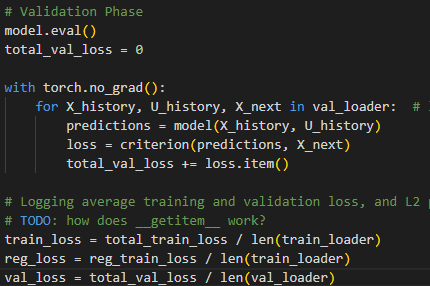 # Validation Phase
model.eval()
total_val_loss = 0
with torch.no_grad():
for X_history, U_history, X_next in val_loader: #
predictions = model(X_history, U_history)
loss = criterion(predictions, X_next)
total_val_loss += loss.item()
# Logging average training and validation loss, and L2
# TODO: how does __getitem__ work?
train_loss = total_train_loss / len(train_loader)
reg_loss = reg_train_loss / len(train_loader)
val_loss = total_val_loss / len(val_loader)